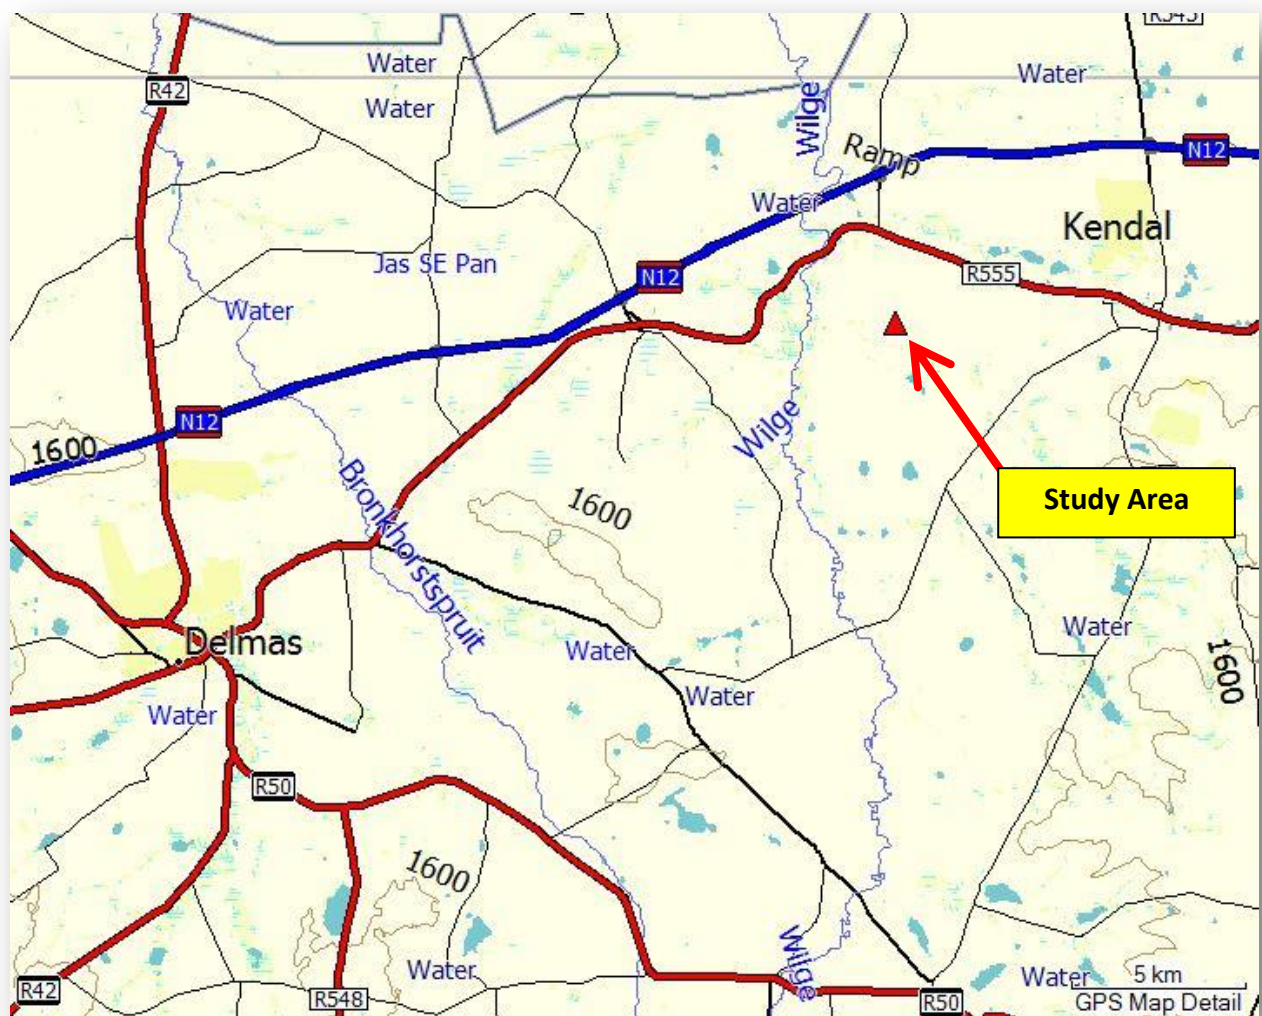 R545
Water
Water
R42
Water
Wilge
Ramp
N12
Water
Kendal
Jas SE Pan
N12
R555
Water
N12
1600
Wilge
Study Area
1600
Bronkhorstspruit
Water
Delmas
Water
1600
Water
Water
R50
1600
Wilge
Water
Water
5 km
R42
R548
R50
GPS Map Detail